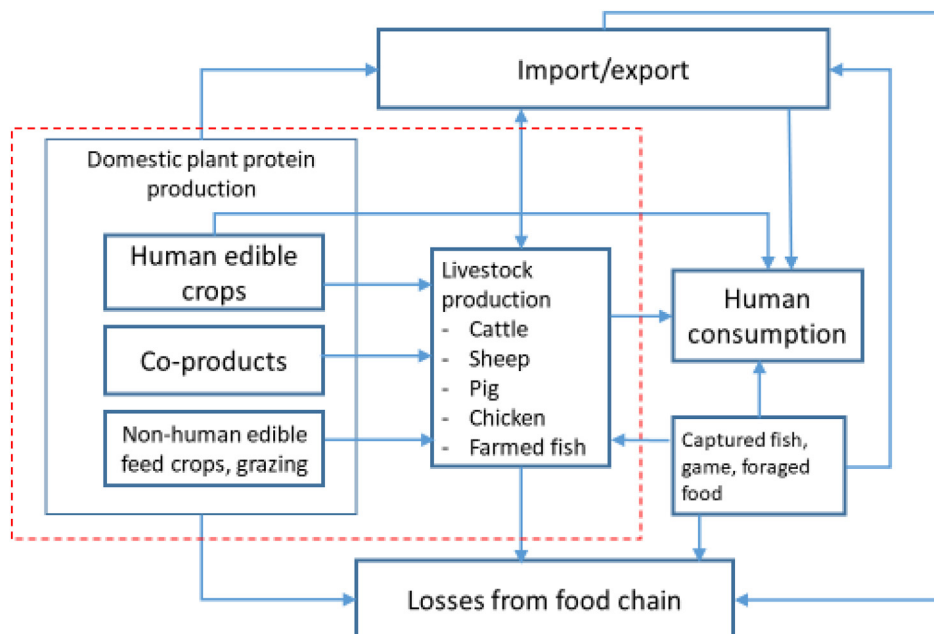 Import/export
Domestic plant protein
production
Human edible
crops
Co-products
Non-human edible
feed crops, grazing
Livestock
production
- Cattle
- Sheep
- Pig
- Chicken
- Farmed fish
Human
consumption
Captured fish,
game, foraged
food
Losses from food chain